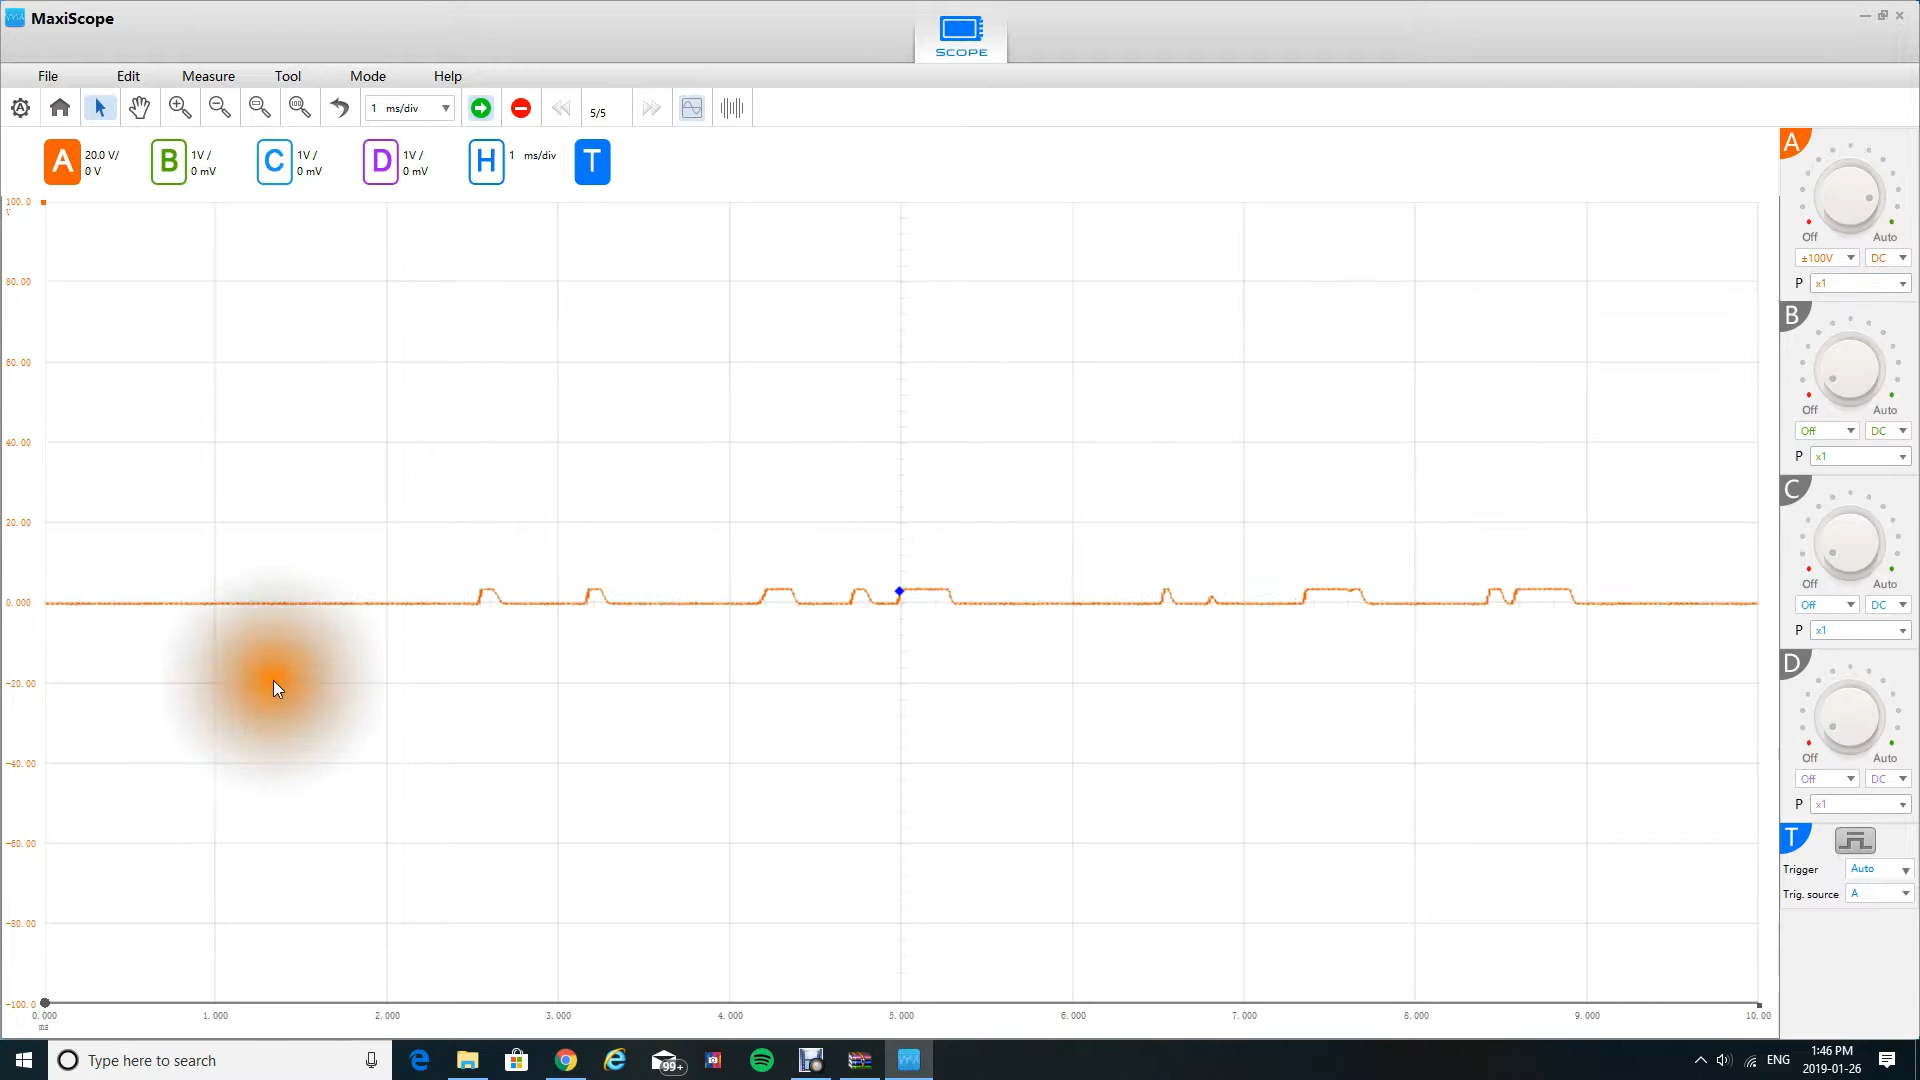 MaxiScope
SCOPE
File Edit Measure Tool Mode Help
1 ms/div 5/5
A 20.0 V/ 0 V B 1V / 0 mV C 1V / 0 mV D 1V / 0 mV H 1 ms/div T
100.0
V
80.00
60.00
40.00
20.00
0.000
-20.00
-40.00
-60.00
-80.00
-100.0
0.000 1.000 2.000 3.000 4.000 5.000 6.000 7.000 8.000 9.000 10.00
ms
A
Off Auto
±100V DC
P x1
B
Off Auto
Off DC
P x1
C
Off Auto
Off DC
P x1
D
Off Auto
Off DC
P x1
T
Trigger Auto
Trig. source A
Type here to search 99+ ENG 1:46 PM
2019-01-26